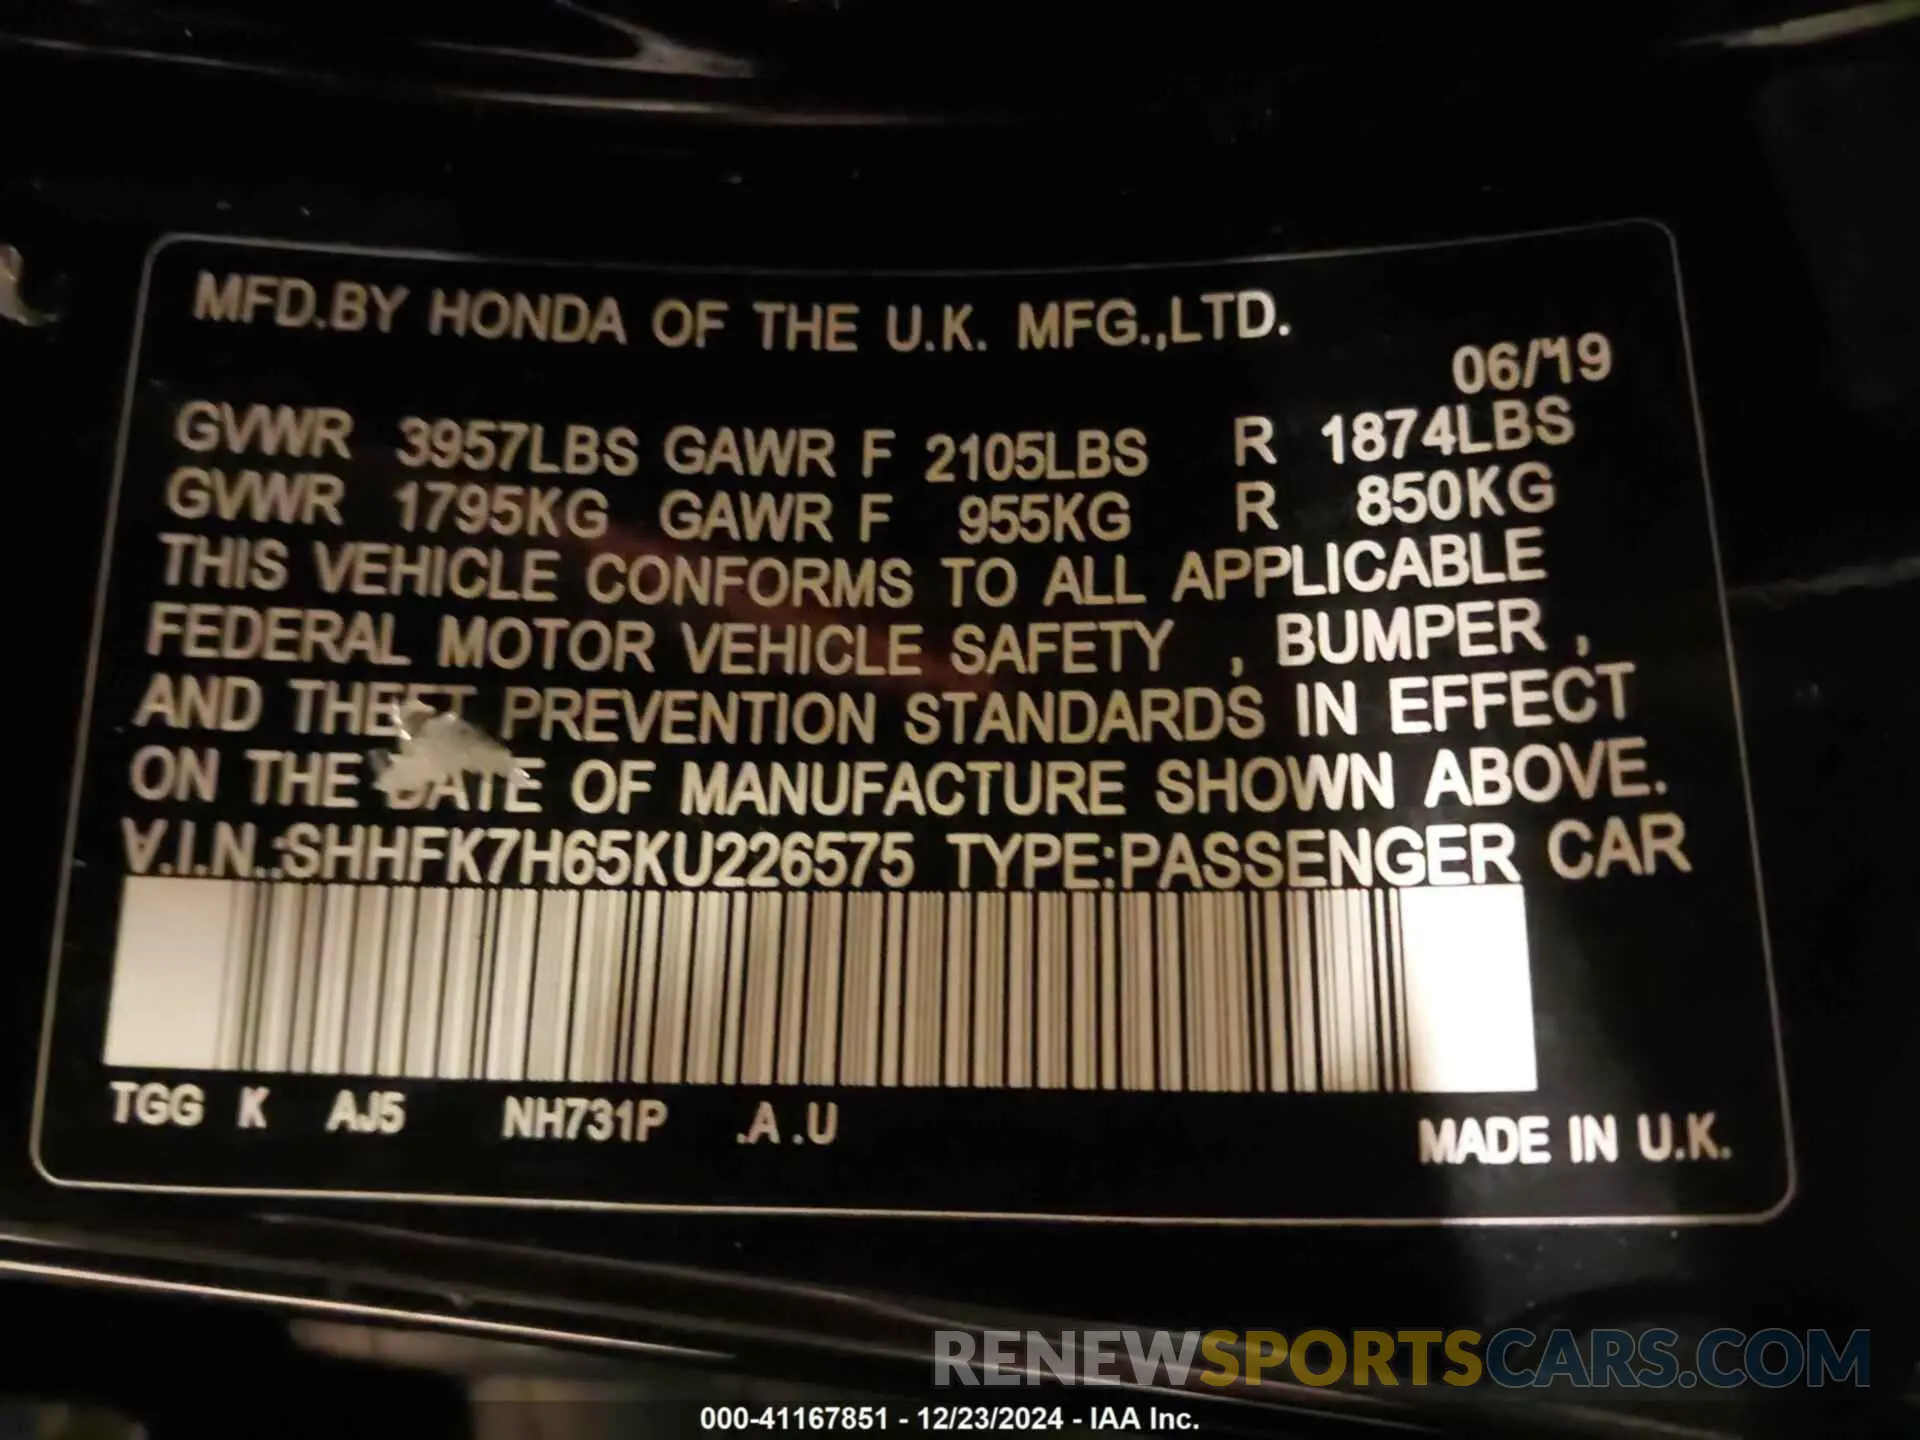 MFD.BY HONDA OF THE U.K. MFG.,LTD.
06/'19
GVWR 3957LBS GAWR F 2105LBS R 1874LBS
GVWR 1795KG GAWR F 955KG R 850KG
THIS VEHICLE CONFORMS TO ALL APPLICABLE
FEDERAL MOTOR VEHICLE SAFETY , BUMPER ,
AND THEFT PREVENTION STANDARDS IN EFFECT
ON THE DATE OF MANUFACTURE SHOWN ABOVE.
V.I.N.:SHHFK7H65KU226575 TYPE:PASSENGER CAR
TGG K AJ5 NH731P .A .U
MADE IN U.K.
RENEWSPORTSCARS.COM
000-41167851 - 12/23/2024 - IAA Inc.